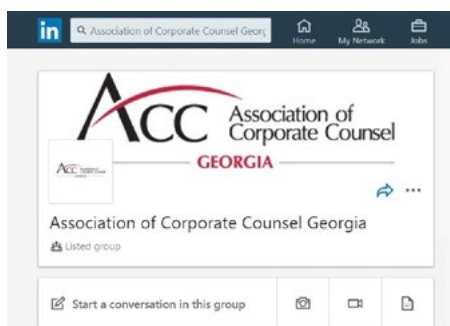 in Association of Corporate Counsel Georg
Home My Network Jobs
ACC Association of
Corporate Counsel
GEORGIA
ACC
Association of Corporate Counsel Georgia
Listed group
Start a conversation in this group